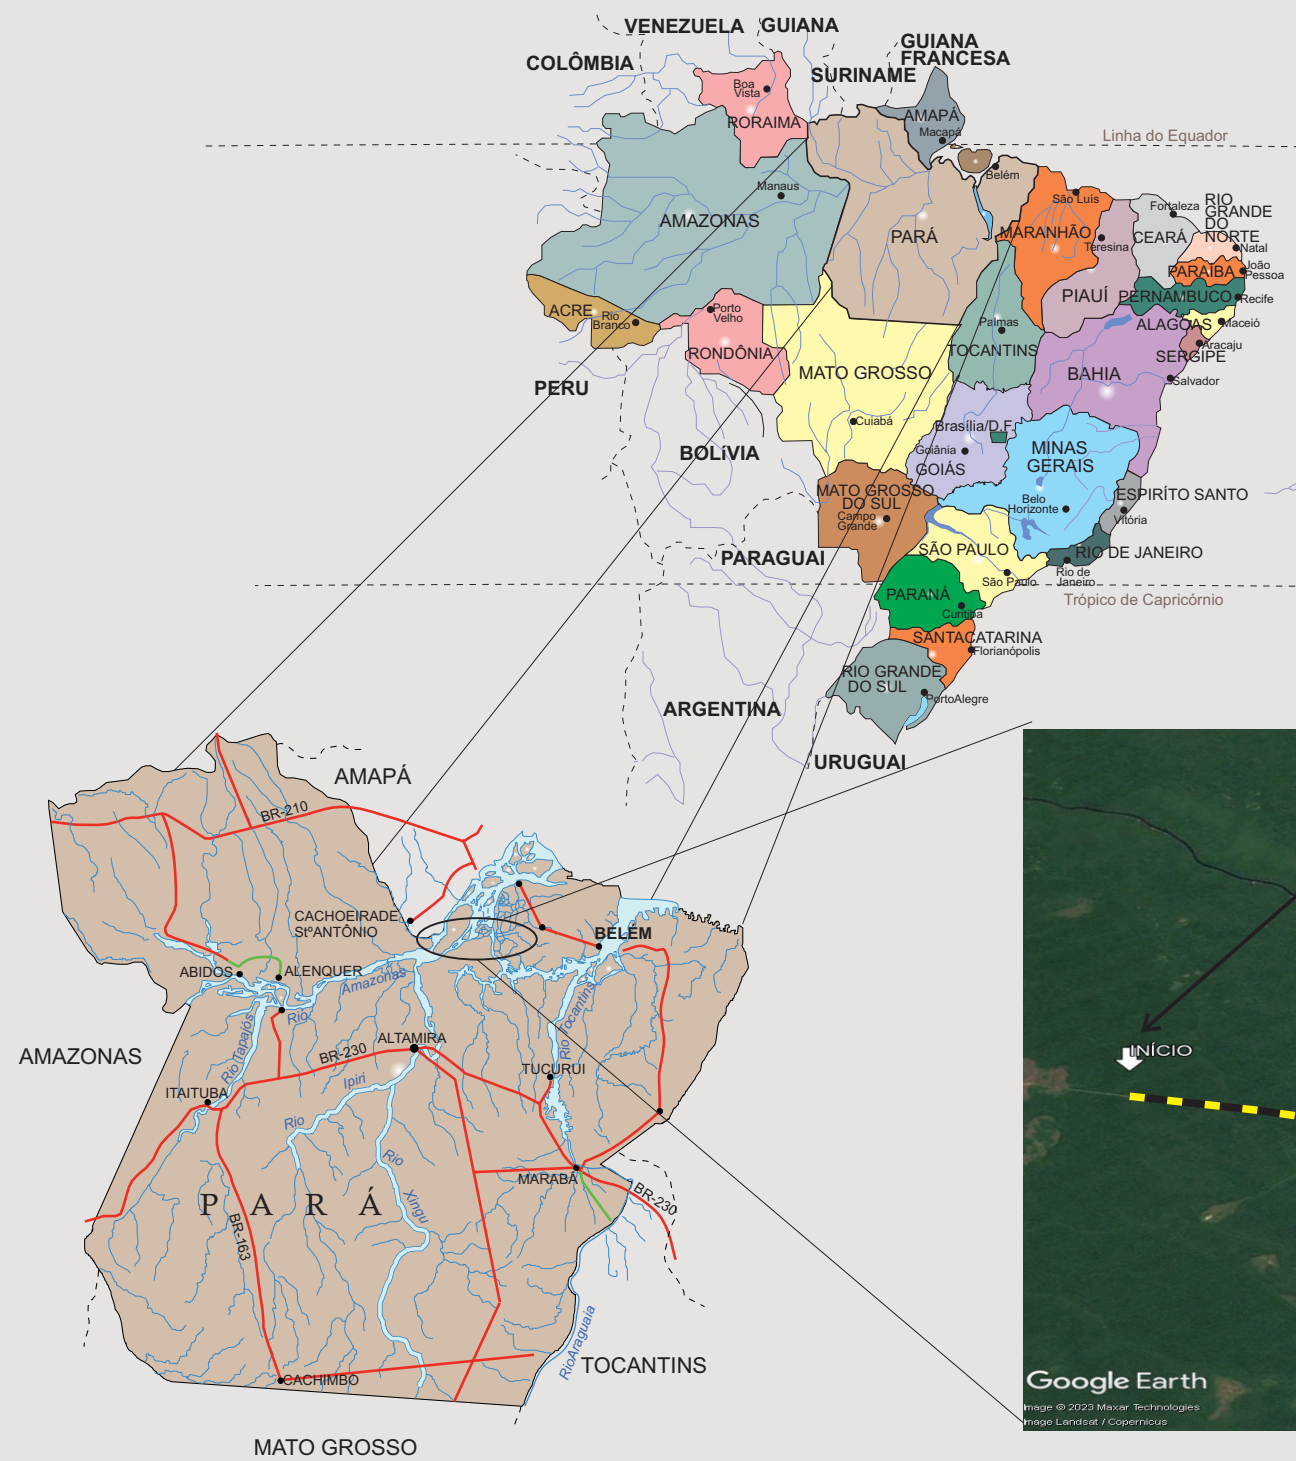 VENEZUELA
GUIANA
GUIANA
FRANCESA
COLÔMBIA
SURINAME
Boa
Vista
RORAIMA
AMAPÁ
Macapá
Linha do Equador
Belém
Manaus
São Luís
Fortaleza
RIO
GRANDE
DO
NORTE
AMAZONAS
PARÁ
MARANHÃO
Teresina
CEARÁ
Natal
João
Pessoa
PARAIBA
PIAUÍ
PERNAMBUCO
Recife
ACRE
Rio
Branco
Porto
Velho
Palmas
ALAGOAS
Maceió
Aracaju
SERGIPE
RONDÔNIA
TOCANTINS
MATO GROSSO
BAHIA
Salvador
PERU
Cuiabá
Brasília/D.F.
BOLíVIA
Goiânia
GOIÁS
MINAS
GERAIS
MATO GROSSO
DO SUL
Campo
Grande
Belo
Horizonte
ESPIRÍTO SANTO
Vitória
PARAGUAI
SÃO PAULO
RIO DE JANEIRO
São Paulo
Rio de
Janeiro
PARANÁ
Curitiba
Trópico de Capricórnio
SANTACATARINA
Florianópolis
RIO GRANDE
DO SUL
PortoAlegre
ARGENTINA
URUGUAI
AMAPÁ
BR-210
CACHOEIRADE
StºANTÔNIO
BELÉM
ABIDOS
ALENQUER
Amazonas
Rio
Rio Tapajós
Rio Tocantins
ALTAMIRA
INÍCIO
AMAZONAS
BR-230
TUCURUI
Ipiri
ITAITUBA
Rio
Rio
MARABÁ
BR-230
PARÁ
Xingu
BR-163
RioAraguaia
TOCANTINS
CACHIMBO
Google Earth
Image © 2023 Maxar Technologies
Image Landsat / Copernicus
MATO GROSSO